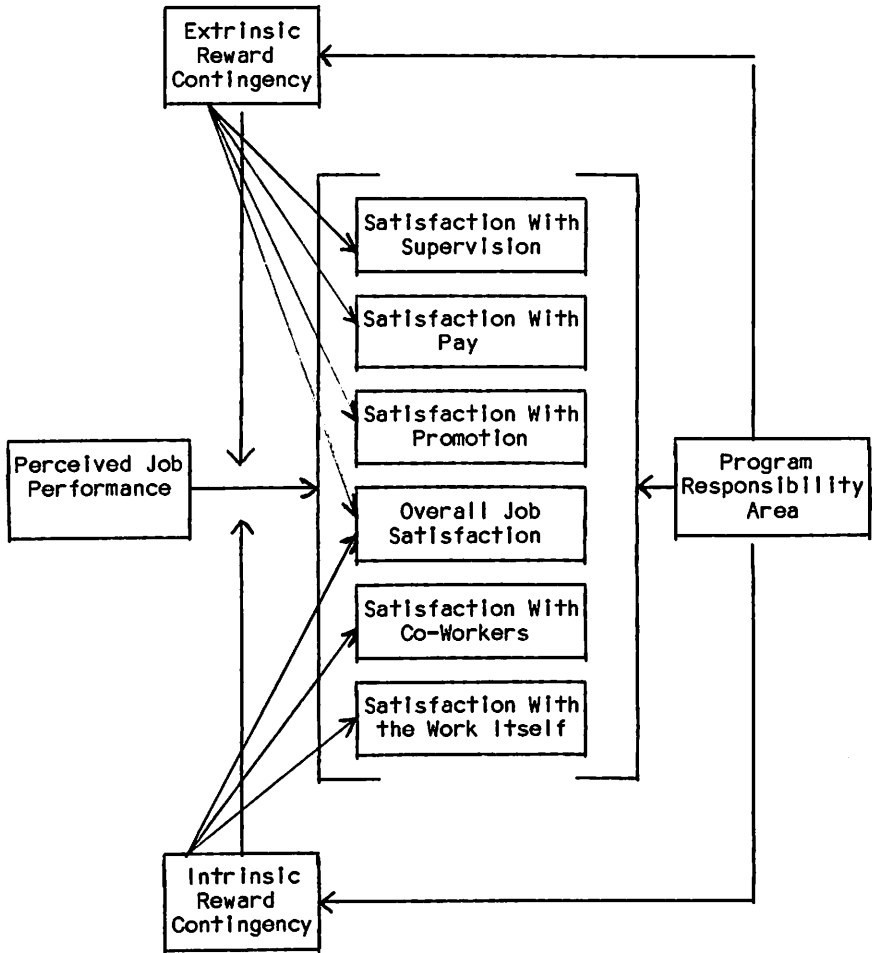 Extrinsic
Reward
Contingency
Satisfaction With
Supervision
Satisfaction With
Pay
Satisfaction With
Promotion
Perceived Job
Performance
Overall Job
Satisfaction
Program
Responsibility
Area
Satisfaction With
Co-Workers
Satisfaction With
the Work Itself
Intrinsic
Reward
Contingency